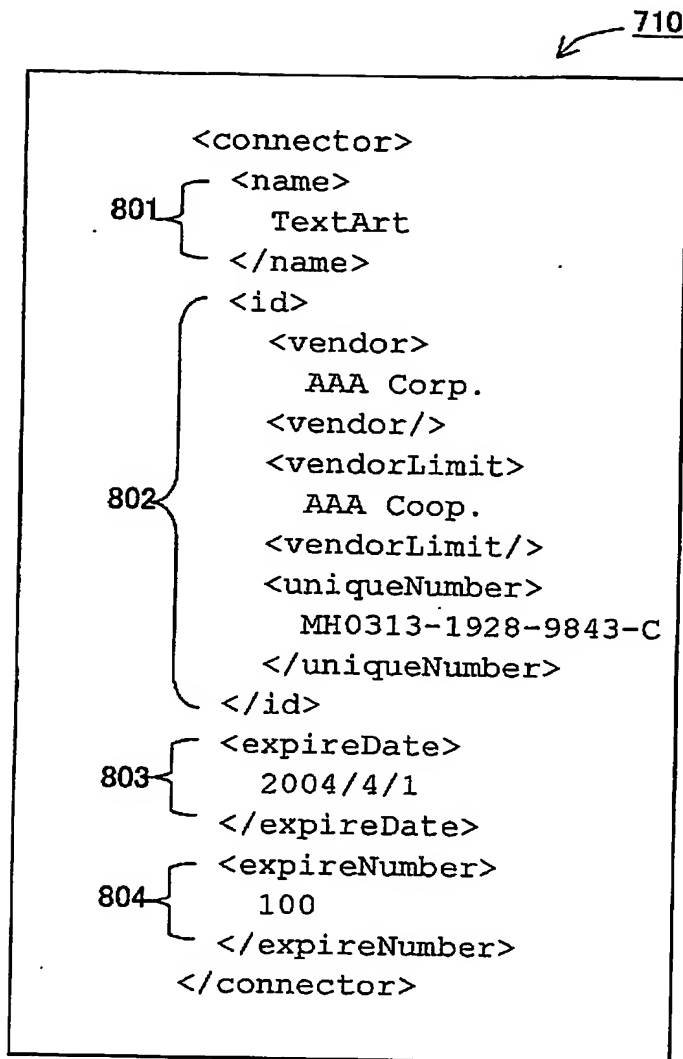 710
<connector>
801
<name>
TextArt
</name>
802
<id>
<vendor>
AAA Corp.
<vendor/>
<vendorLimit>
AAA Coop.
<vendorLimit/>
<uniqueNumber>
MH0313-1928-9843-C
</uniqueNumber>
</id>
803
<expireDate>
2004/4/1
</expireDate>
804
<expireNumber>
100
</expireNumber>
</connector>